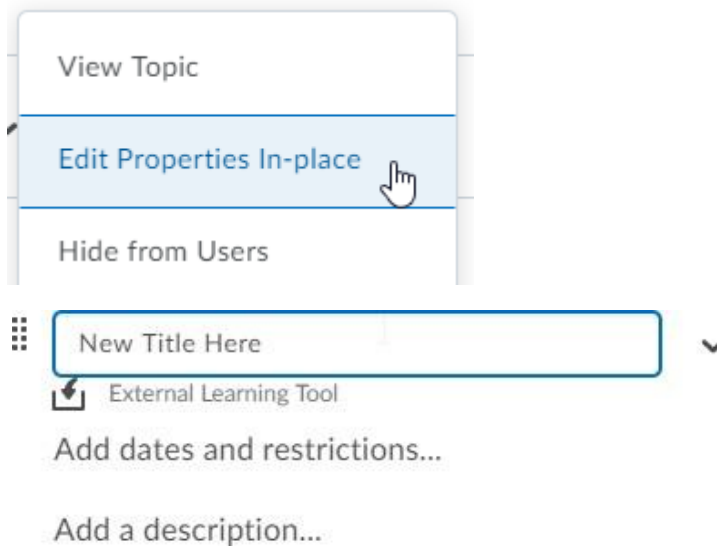 View Topic
Edit Properties In-place
Hide from Users
New Title Here
External Learning Tool
Add dates and restrictions...
Add a description...